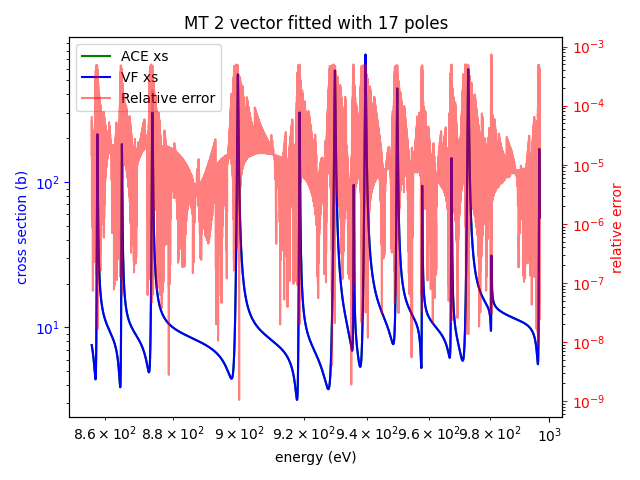 MT 2 vector fitted with 17 poles
ACE xs
VF xs
Relative error
cross section (b)
10²
10¹
10⁻³
10⁻⁴
10⁻⁵
10⁻⁶
10⁻⁷
10⁻⁸
10⁻⁹
relative error
8.6 × 10² 8.8 × 10² 9 × 10² 9.2 × 10² 9.4 × 10² 9.6 × 10² 9.8 × 10² 10³
energy (eV)